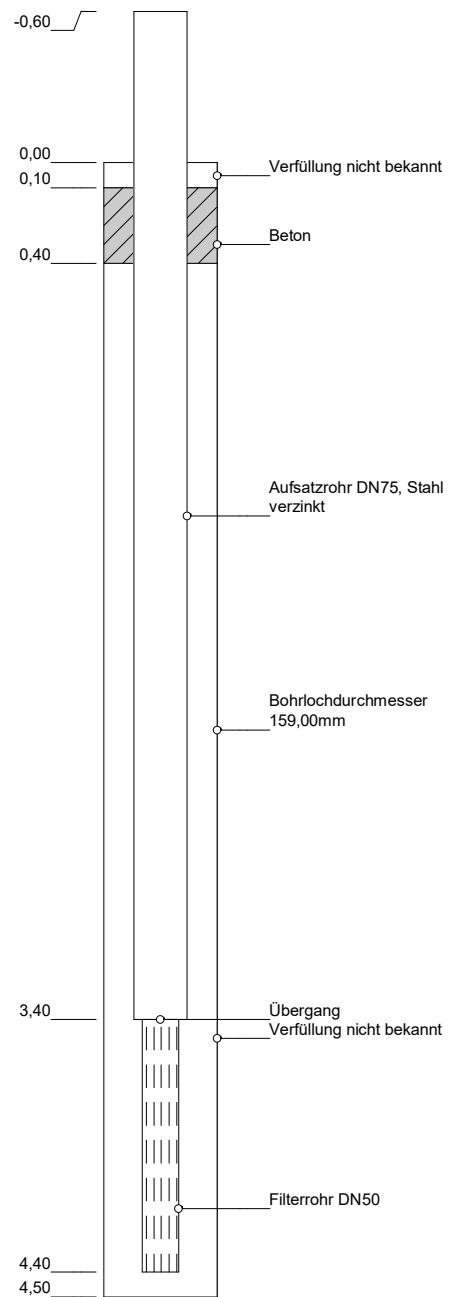 -0,60
0,00
Verfüllung nicht bekannt
0,10
Beton
0,40
Aufsatzrohr DN75, Stahl
verzinkt
Bohrlochdurchmesser
159,00mm
3,40
Übergang
Verfüllung nicht bekannt
Filterrohr DN50
4,40
4,50